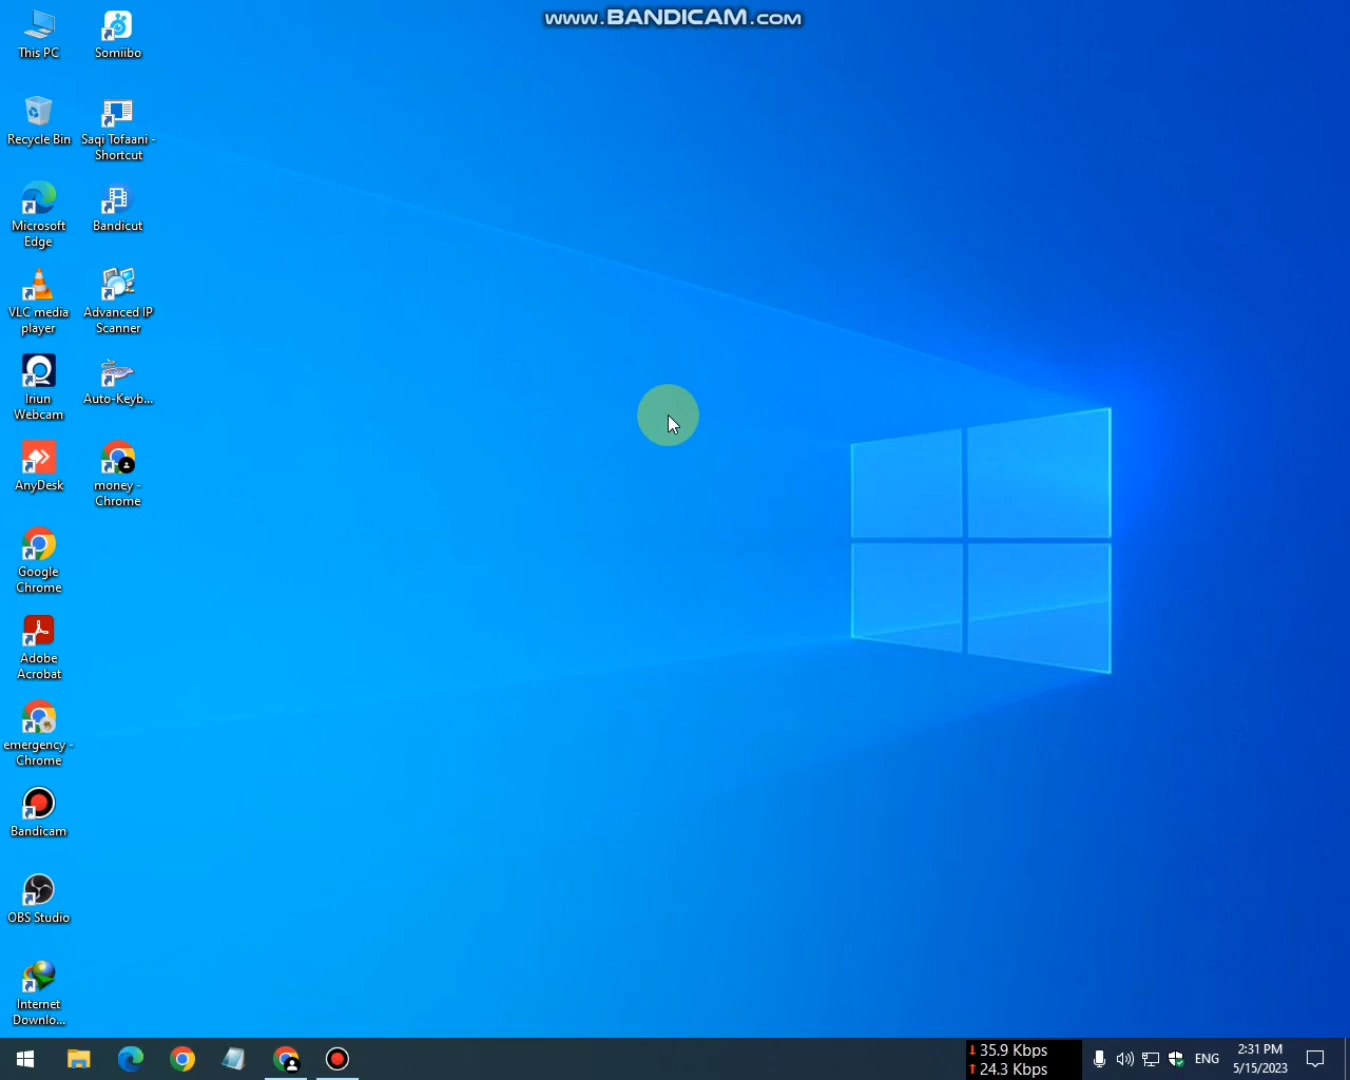 www.BANDICAM.com
This PC
Somiibo
Recycle Bin
Saqi Tofaani -
Shortcut
Microsoft
Edge
Bandicut
VLC media
player
Advanced IP
Scanner
Iriun
Webcam
Auto-Keyb...
AnyDesk
money -
Chrome
Google
Chrome
Adobe
Acrobat
emergency -
Chrome
Bandicam
OBS Studio
Internet
Downlo...
35.9 Kbps
24.3 Kbps
ENG
2:31 PM
5/15/2023